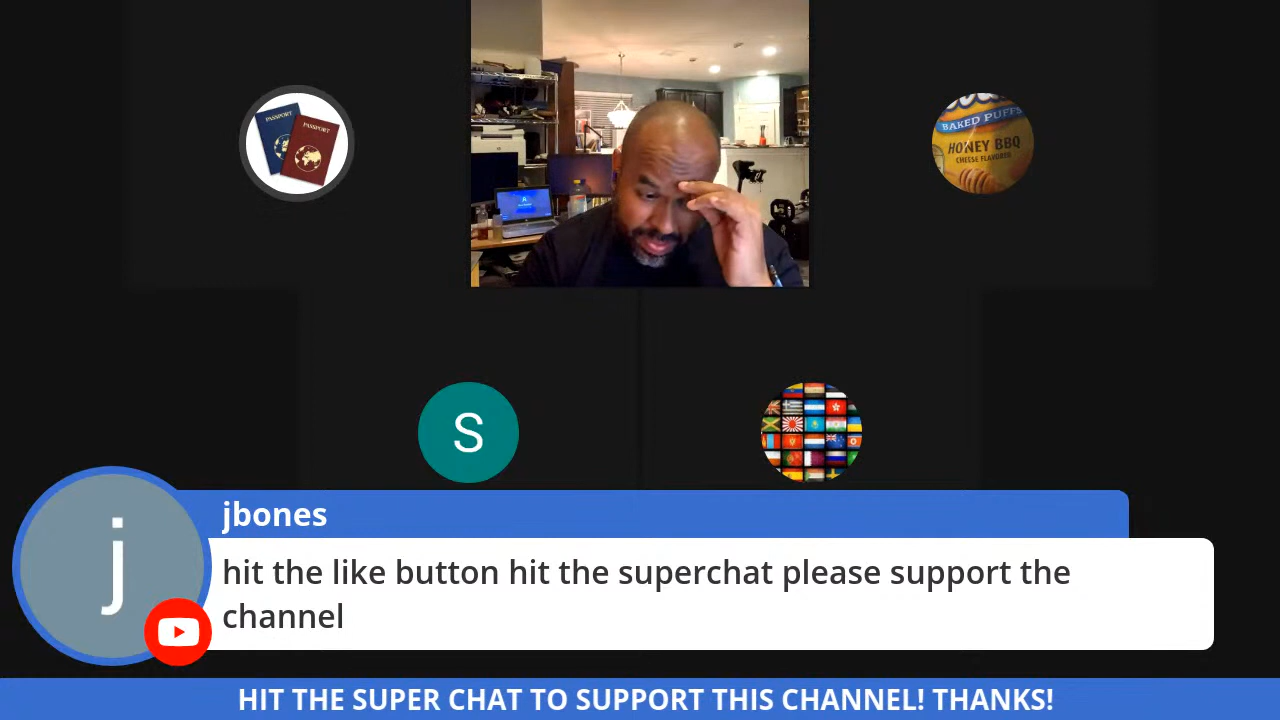 PASSPORT
PASSPORT
BAKED PUFFS
HONEY BBQ
CHEESE FLAVORED
S
j
jbones
hit the like button hit the superchat please support the
channel
HIT THE SUPER CHAT TO SUPPORT THIS CHANNEL! THANKS!